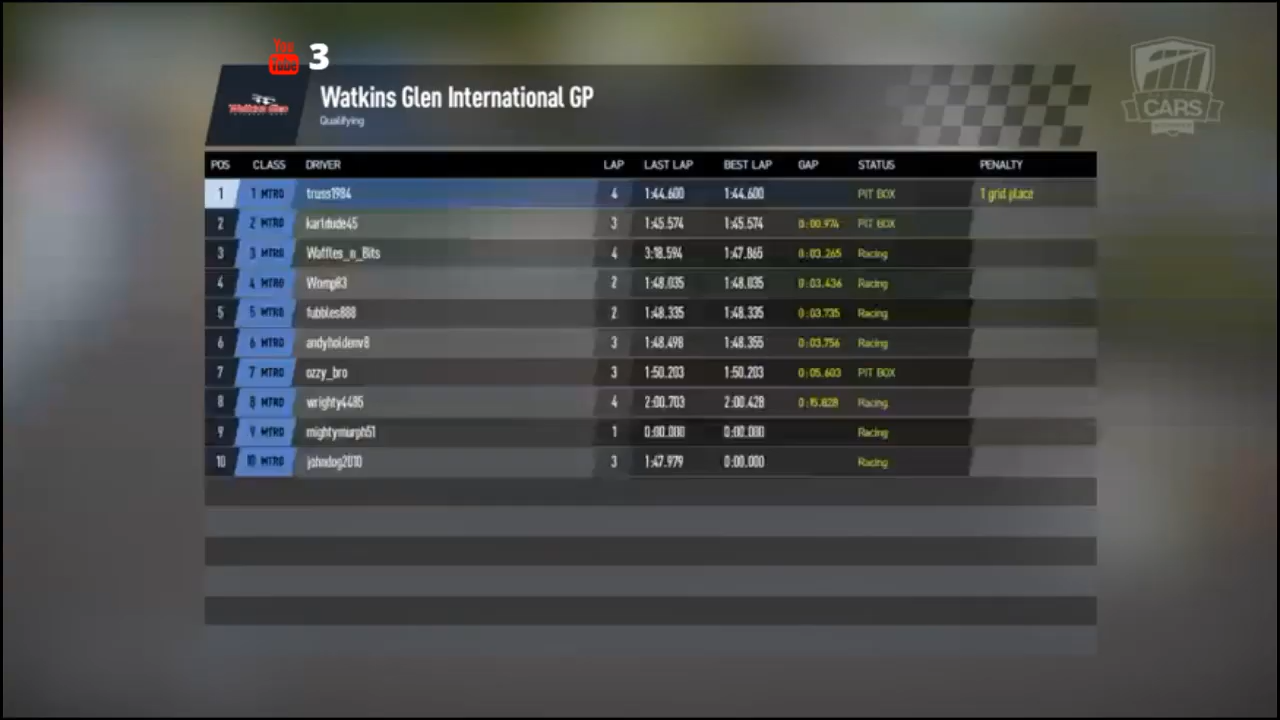 You Tube 3
Watkins Glen
Watkins Glen International GP
Qualifying
CARS
POS CLASS DRIVER LAP LAST LAP BEST LAP GAP STATUS PENALTY
1 1 MTRO truss1984 4 1:44.600 1:44.600 PIT BOX 1 grid place
2 2 MTRO kartdude45 3 1:45.574 1:45.574 0:00.974 PIT BOX
3 3 MTRO Waffles_n_Bits 4 3:18.594 1:47.865 0:03.265 Racing
4 4 MTRO Womp83 2 1:48.035 1:48.035 0:03.436 Racing
5 5 MTRO fubbles888 2 1:48.335 1:48.335 0:03.735 Racing
6 6 MTRO andyholdenv8 3 1:48.498 1:48.355 0:03.756 Racing
7 7 MTRO ozzy_bro 3 1:50.203 1:50.203 0:05.603 PIT BOX
8 8 MTRO wrighty4485 4 2:00.703 2:00.428 0:15.828 Racing
9 9 MTRO mightymurph51 1 0:00.000 0:00.000 Racing
10 10 MTRO johndog2010 3 1:47.979 0:00.000 Racing